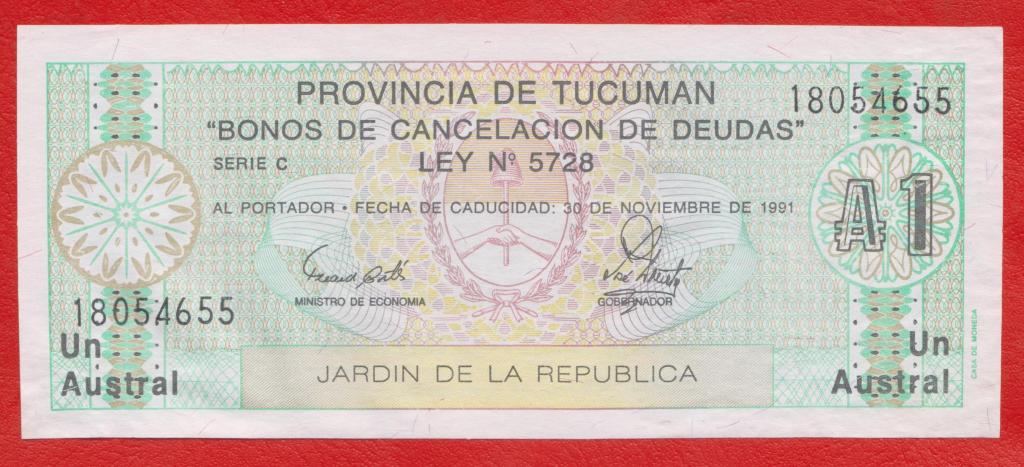 PROVINCIA DE TUCUMAN
18054655
"BONOS DE CANCELACION DE DEUDAS"
SERIE C
LEY Nº 5728
AL PORTADOR • FECHA DE CADUCIDAD: 30 DE NOVIEMBRE DE 1991
₳1
MINISTRO DE ECONOMIA
GOBERNADOR
18054655
Un
Austral
JARDIN DE LA REPUBLICA
Un
Austral
CASA DE MONEDA